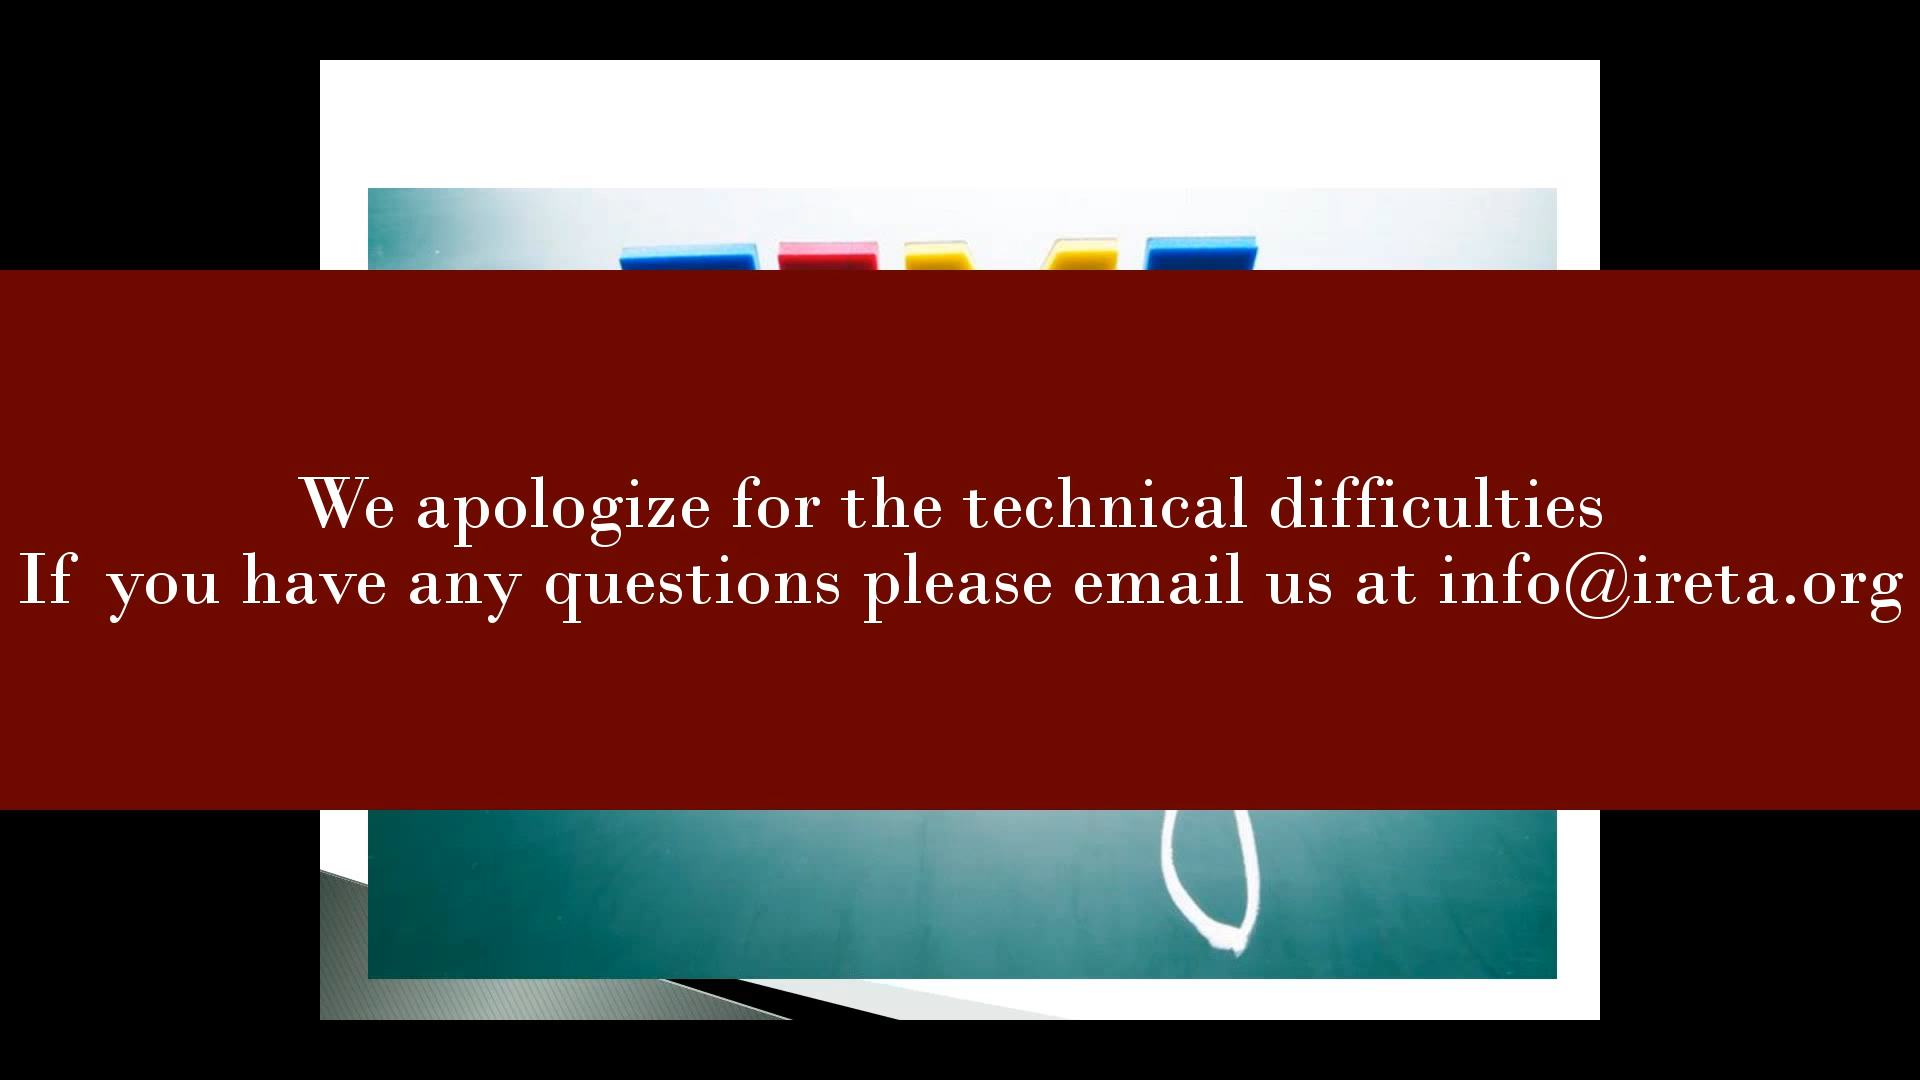 We apologize for the technical difficulties
If you have any questions please email us at info@ireta.org